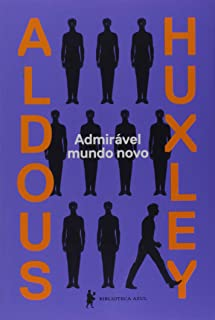 ALDOUS
HUXLEY
Admirável
mundo novo
BIBLIOTECA AZUL